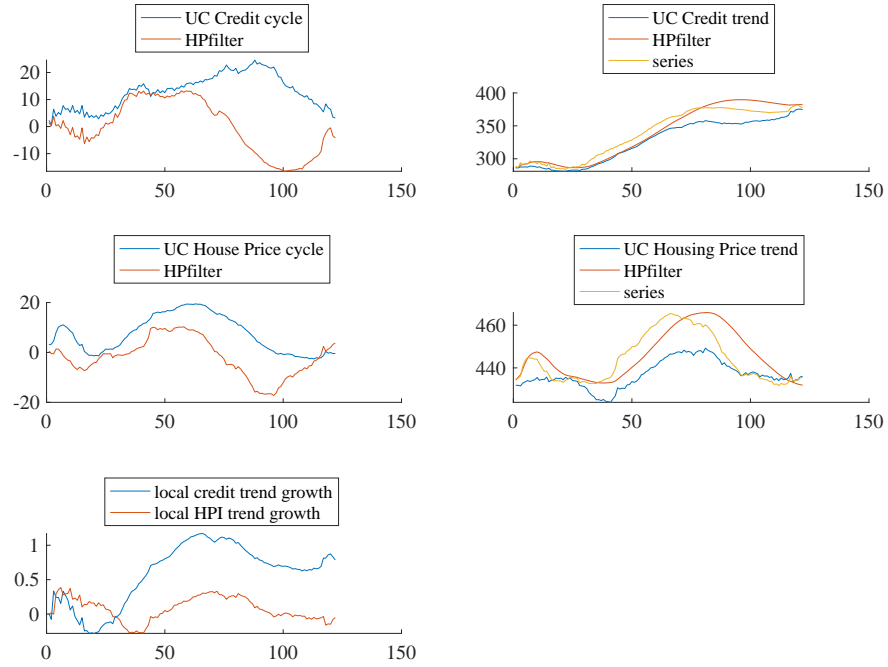 UC Credit cycle
HPfilter
20
10
0
-10
0 50 100 150
UC Credit trend
HPfilter
series
400
350
300
0 50 100 150
UC House Price cycle
HPfilter
20
0
-20
0 50 100 150
UC Housing Price trend
HPfilter
series
460
440
0 50 100 150
local credit trend growth
local HPI trend growth
1
0.5
0
0 50 100 150